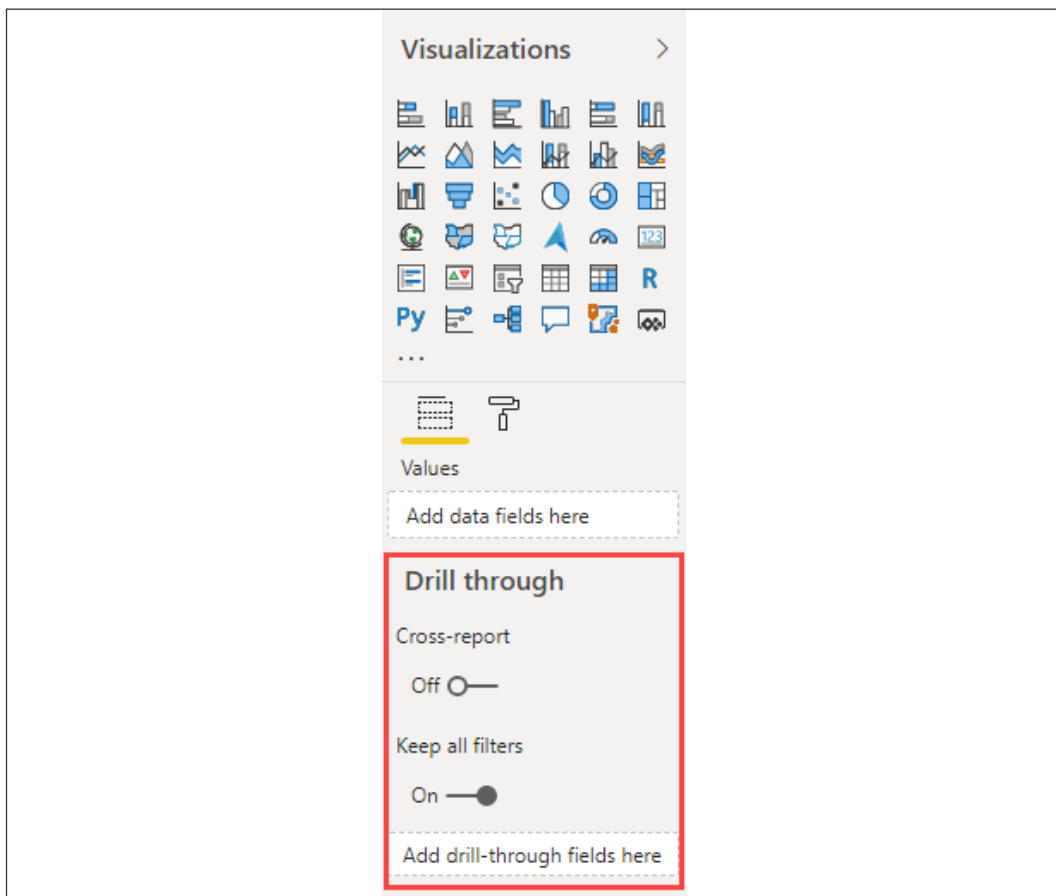 Visualizations
123
R
Py
...
Values
Add data fields here
Drill through
Cross-report
Off
Keep all filters
On
Add drill-through fields here